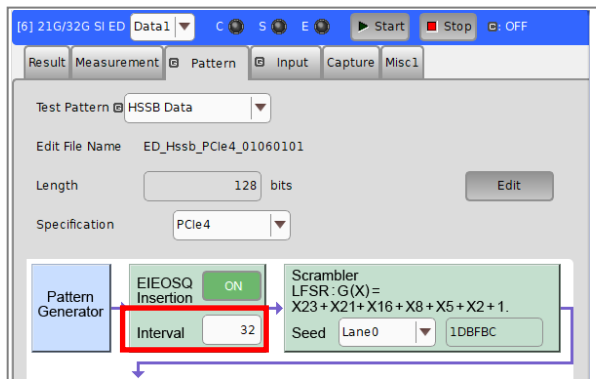 [6] 21G/32G SI ED Data1 C S E Start Stop C: OFF
Result Measurement C Pattern C Input Capture Misc1
Test Pattern C HSSB Data
Edit File Name ED_Hssb_PCIe4_01060101
Length 128 bits Edit
Specification PCIe4
Pattern
Generator
EIEOSQ
Insertion ON
Interval 32
Scrambler
LFSR:G(X)=
X23+X21+X16+X8+X5+X2+1.
Seed Lane0 1DBFBC